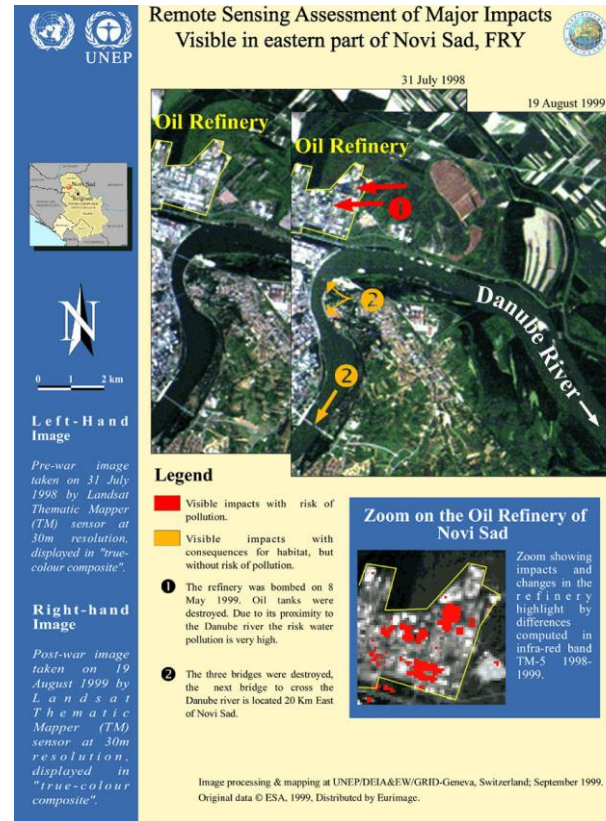 Remote Sensing Assessment of Major Impacts
Visible in eastern part of Novi Sad, FRY
UNEP
31 July 1998
19 August 1999
Oil Refinery
Oil Refinery
1
2
2
Danube River
Novi Sad
Belgrade
N
0 1 2 km
Left-Hand
Image
Pre-war image
taken on 31 July
1998 by Landsat
Thematic Mapper
(TM) sensor at
30m resolution,
displayed in "true-
colour composite".
Right-hand
Image
Post-war image
taken on 19
August 1999 by
Landsat
Thematic
Mapper (TM)
sensor at 30m
resolution,
displayed in
"true-colour
composite".
Legend
Visible impacts with risk of
pollution.
Visible impacts with
consequences for habitat, but
without risk of pollution.
1 The refinery was bombed on 8
May 1999. Oil tanks were
destroyed. Due to its proximity to
the Danube river the risk water
pollution is very high.
2 The three bridges were destroyed,
the next bridge to cross the
Danube river is located 20 Km East
of Novi Sad.
Zoom on the Oil Refinery of
Novi Sad
Zoom showing
impacts and
changes in the
refinery
highlight by
differences
computed in
infra-red band
TM-5 1998-
1999.
Image processing & mapping at UNEP/DEIA&EW/GRID-Geneva, Switzerland; September 1999.
Original data © ESA, 1999, Distributed by Eurimage.